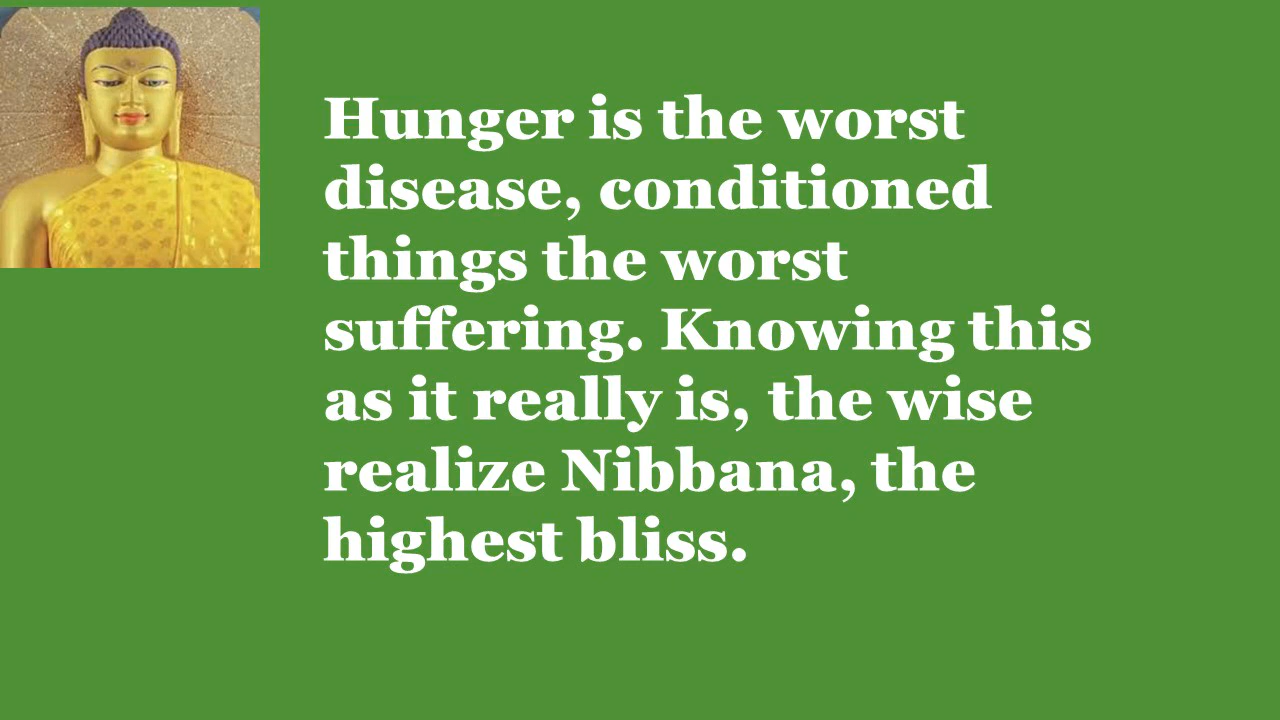 Hunger is the worst
disease, conditioned
things the worst
suffering. Knowing this
as it really is, the wise
realize Nibbana, the
highest bliss.